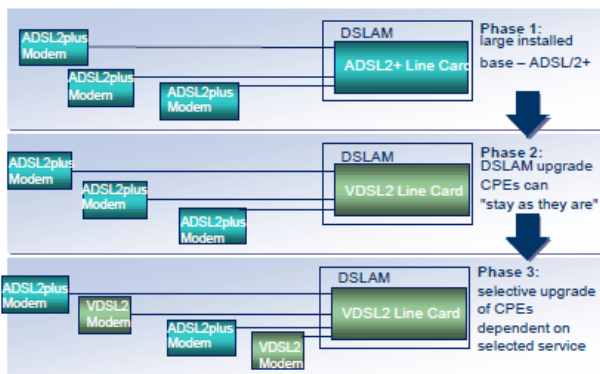 DSLAM
ADSL2plus
Modem
ADSL2+ Line Card
ADSL2plus
Modem
ADSL2plus
Modem
Phase 1:
large installed
base – ADSL/2+
DSLAM
ADSL2plus
Modem
VDSL2 Line Card
ADSL2plus
Modem
ADSL2plus
Modem
Phase 2:
DSLAM upgrade
CPEs can
"stay as they are"
DSLAM
ADSL2plus
Modem
VDSL2
Modem
VDSL2 Line Card
ADSL2plus
Modem
VDSL2
Modem
Phase 3:
selective upgrade
of CPEs
dependent on
selected service